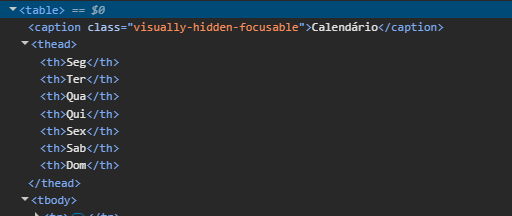 <table> == $0
<caption class="visually-hidden-focusable">Calendário</caption>
<thead>
<th>Seg</th>
<th>Ter</th>
<th>Qua</th>
<th>Qui</th>
<th>Sex</th>
<th>Sab</th>
<th>Dom</th>
</thead>
<tbody>